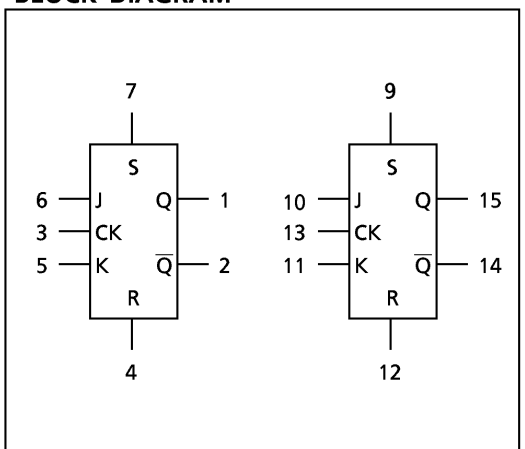 BLOCK DIAGRAM
7 9
S S
6 J Q 1 10 J Q 15
3 CK 13 CK
5 K Q̅ 2 11 K Q̅ 14
R R
4 12